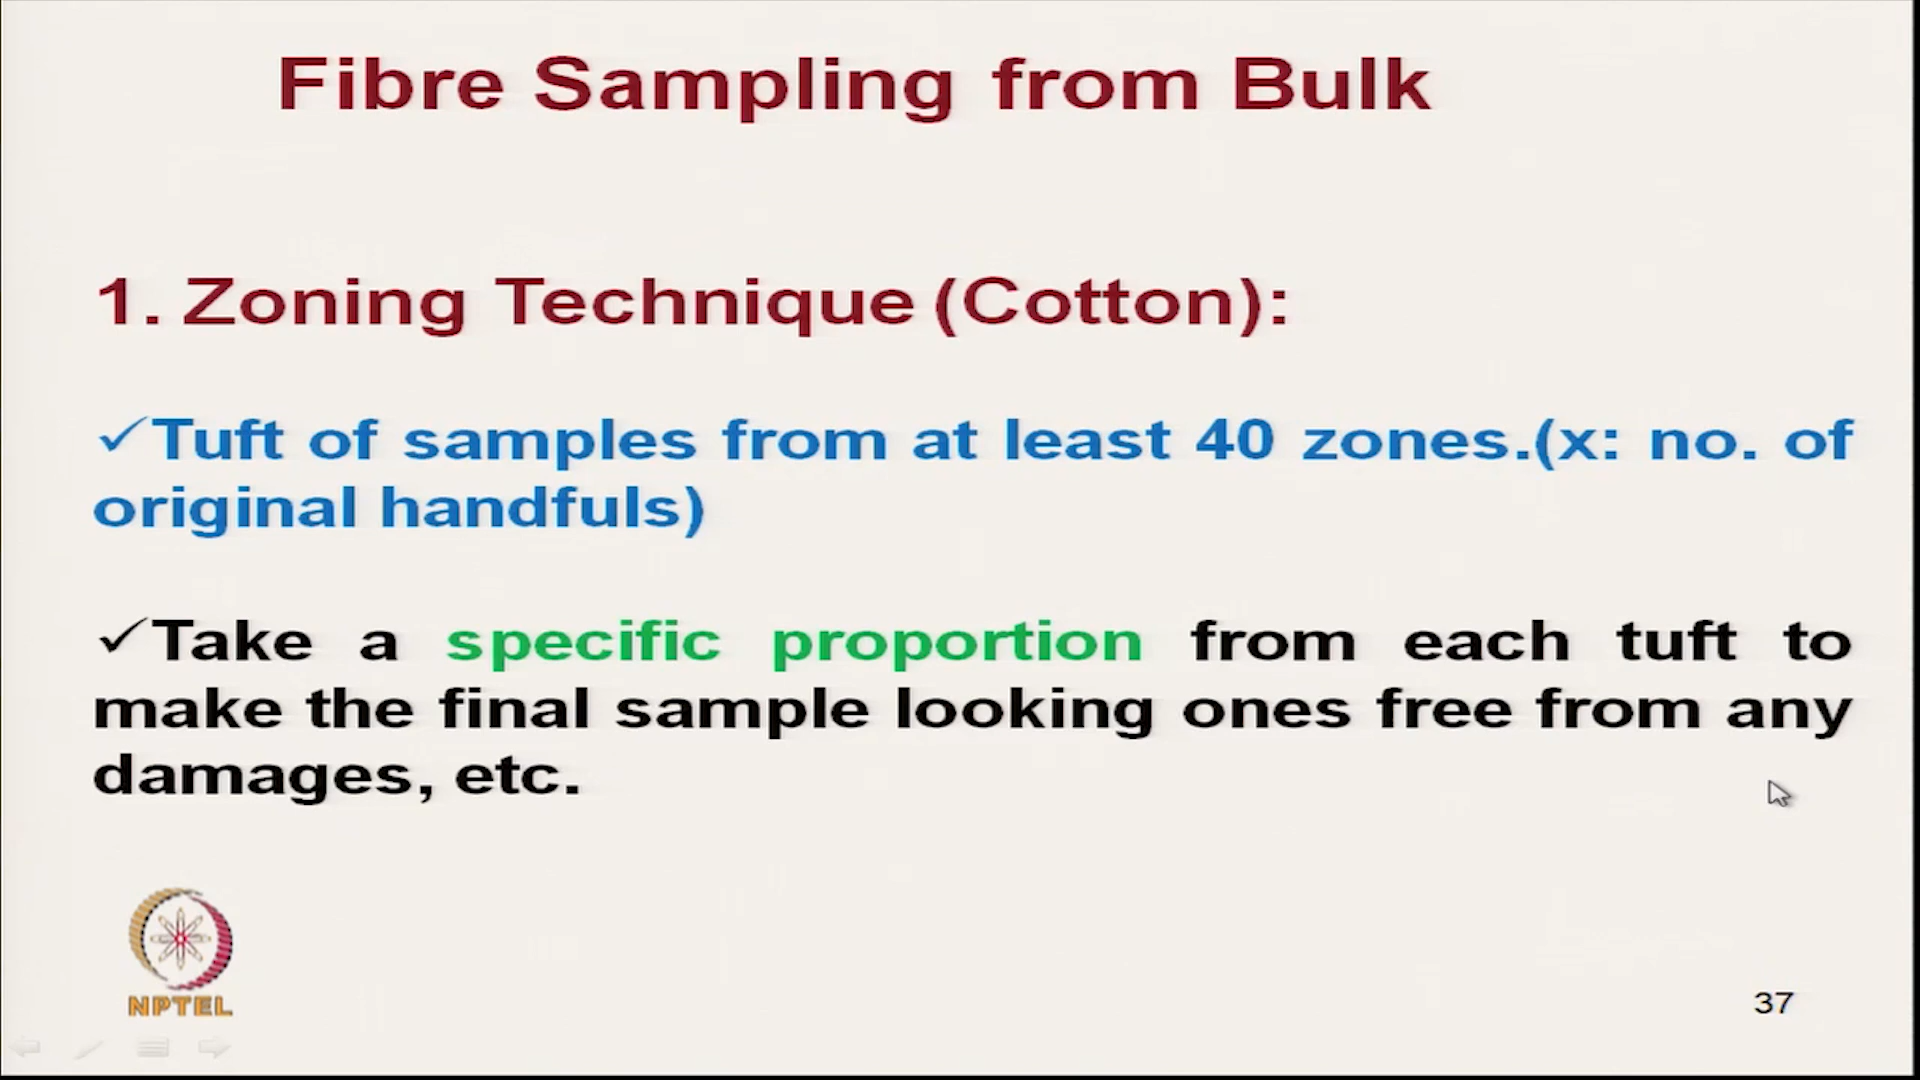 Fibre Sampling from Bulk
1. Zoning Technique (Cotton):
✓Tuft of samples from at least 40 zones.(x: no. of
original handfuls)
✓Take a specific proportion from each tuft to
make the final sample looking ones free from any
damages, etc.
NPTEL
37